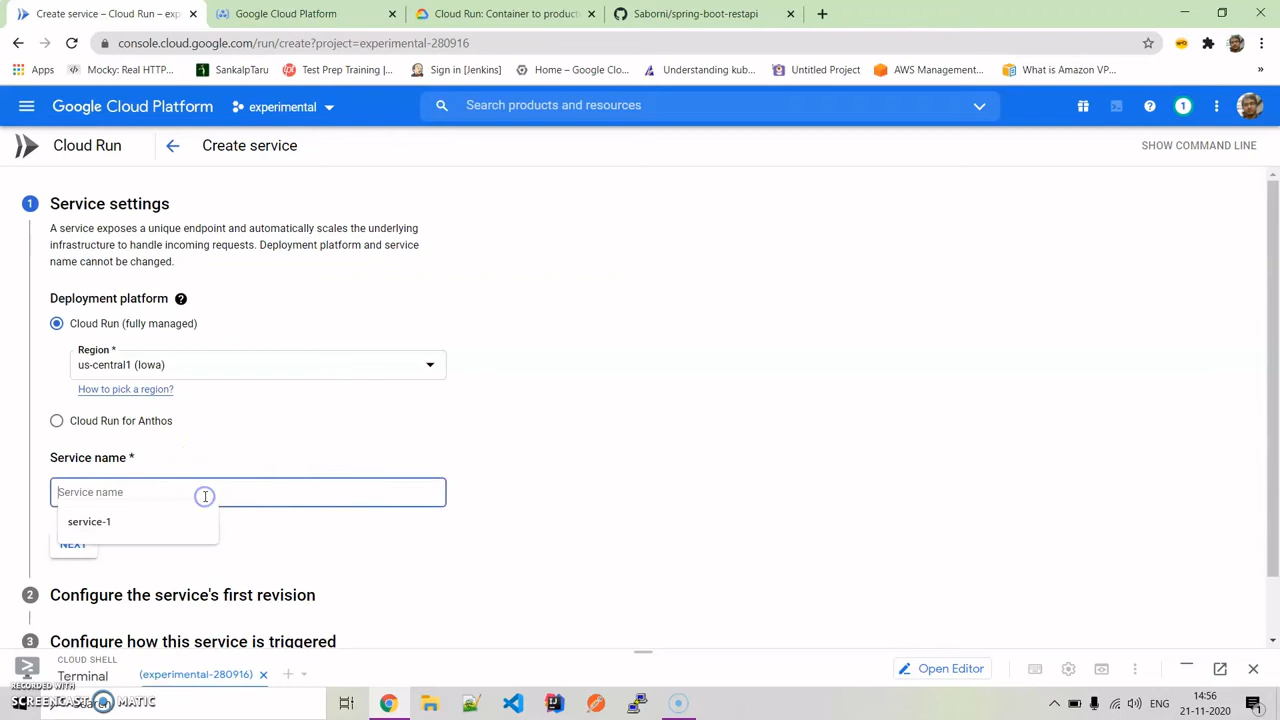 Create service – Cloud Run – exp
Google Cloud Platform
Cloud Run: Container to product
Saborni/spring-boot-restapi
console.cloud.google.com/run/create?project=experimental-280916
Apps
Mocky: Real HTTP...
SankalpTaru
Test Prep Training |...
Sign in [Jenkins]
Home – Google Clo...
Understanding kub...
Untitled Project
AWS Management...
What is Amazon VP...
»
Google Cloud Platform
experimental
Search products and resources
1
Cloud Run
Create service
SHOW COMMAND LINE
1
Service settings
A service exposes a unique endpoint and automatically scales the underlying
infrastructure to handle incoming requests. Deployment platform and service
name cannot be changed.
Deployment platform
Cloud Run (fully managed)
Region *
us-central1 (Iowa)
How to pick a region?
Cloud Run for Anthos
Service name *
Service name
service-1
NEXT
2
Configure the service's first revision
3
Configure how this service is triggered
CLOUD SHELL
Terminal
(experimental-280916)
Open Editor
RECORDED WITH
SCREENCAST MATIC
ENG
14:56
21-11-2020
1